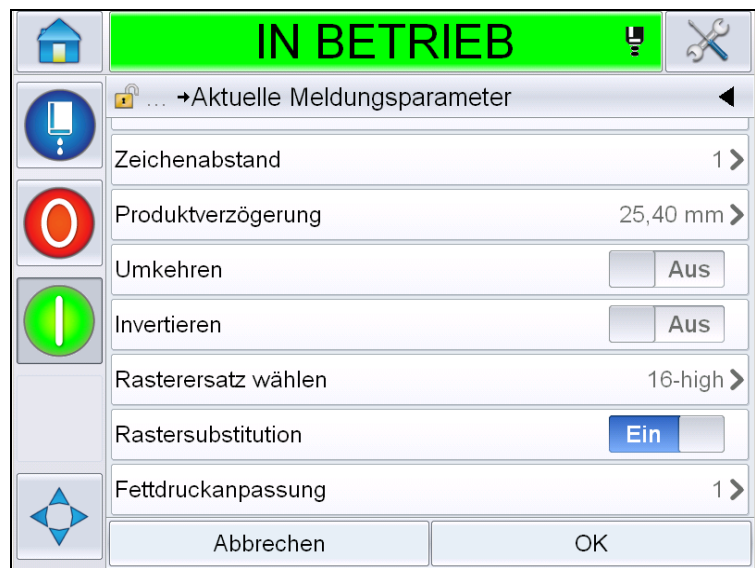 IN BETRIEB
... →Aktuelle Meldungsparameter
Zeichenabstand 1
Produktverzögerung 25,40 mm
Umkehren Aus
Invertieren Aus
Rasterersatz wählen 16-high
Rastersubstitution Ein
Fettdruckanpassung 1
Abbrechen OK